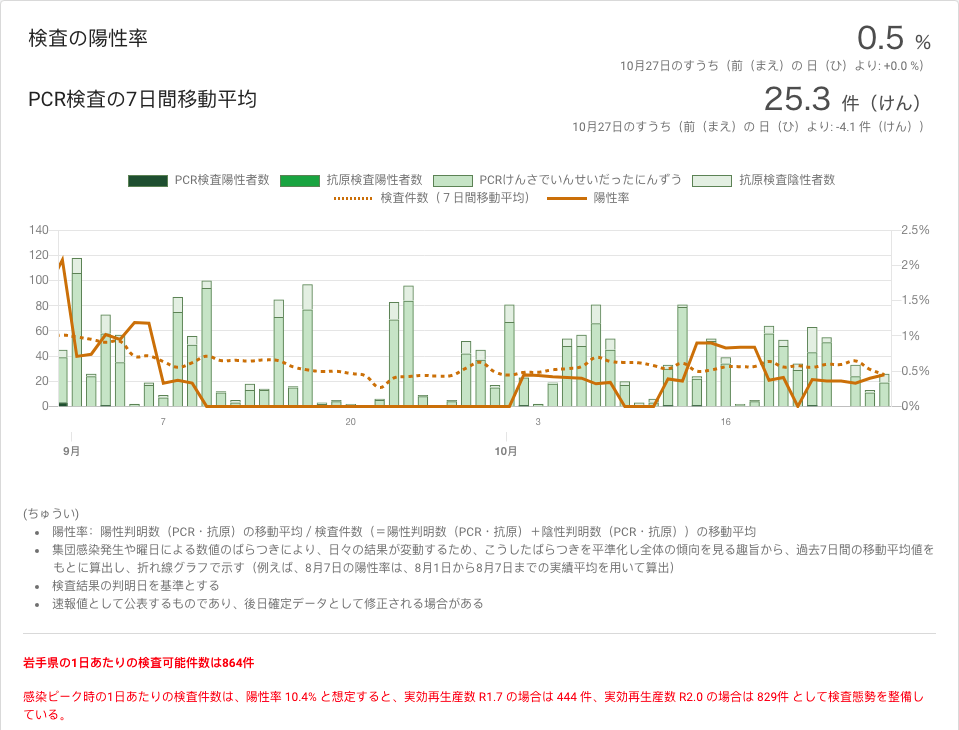 検査の陽性率
0.5 %
10月27日のすうち（前（まえ）の 日（ひ）より: +0.0 %）
PCR検査の7日間移動平均
25.3 件（けん）
10月27日のすうち（前（まえ）の 日（ひ）より: -4.1 件（けん））
PCR検査陽性者数 抗原検査陽性者数 PCRけんさでいんせいだったにんずう 抗原検査陰性者数
検査件数（７日間移動平均） 陽性率
140 2.5%
120 2%
100
80 1.5%
60 1%
40 0.5%
20
0 0%
7 20 3 16
9月 10月
(ちゅうい)
• 陽性率：陽性判明数（PCR・抗原）の移動平均 / 検査件数（＝陽性判明数（PCR・抗原）＋陰性判明数（PCR・抗原））の移動平均
• 集団感染発生や曜日による数値のばらつきにより、日々の結果が変動するため、こうしたばらつきを平準化し全体の傾向を見る趣旨から、過去7日間の移動平均値を
もとに算出し、折れ線グラフで示す（例えば、8月7日の陽性率は、8月1日から8月7日までの実績平均を用いて算出）
• 検査結果の判明日を基準とする
• 速報値として公表するものであり、後日確定データとして修正される場合がある
岩手県の1日あたりの検査可能件数は864件
感染ピーク時の1日あたりの検査件数は、陽性率 10.4% と想定すると、実効再生産数 R1.7 の場合は 444 件、実効再生産数 R2.0 の場合は 829件 として検査態勢を整備し
ている。